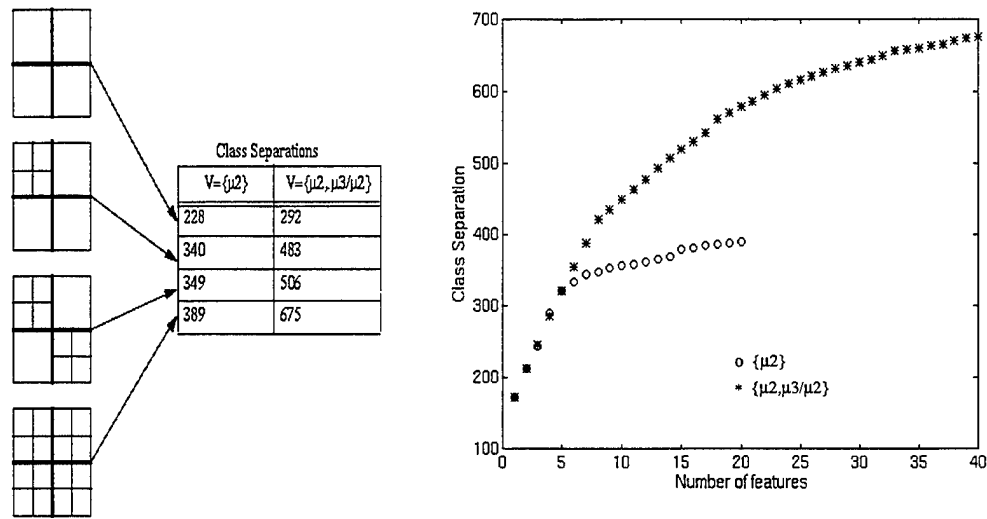 Class Separations
V={μ2} V={μ2,μ3/μ2}
228 292
340 483
349 506
389 675
700
600
500
400
300
200
100
Class Separation
0 5 10 15 20 25 30 35 40
Number of features
o {μ2}
* {μ2,μ3/μ2}